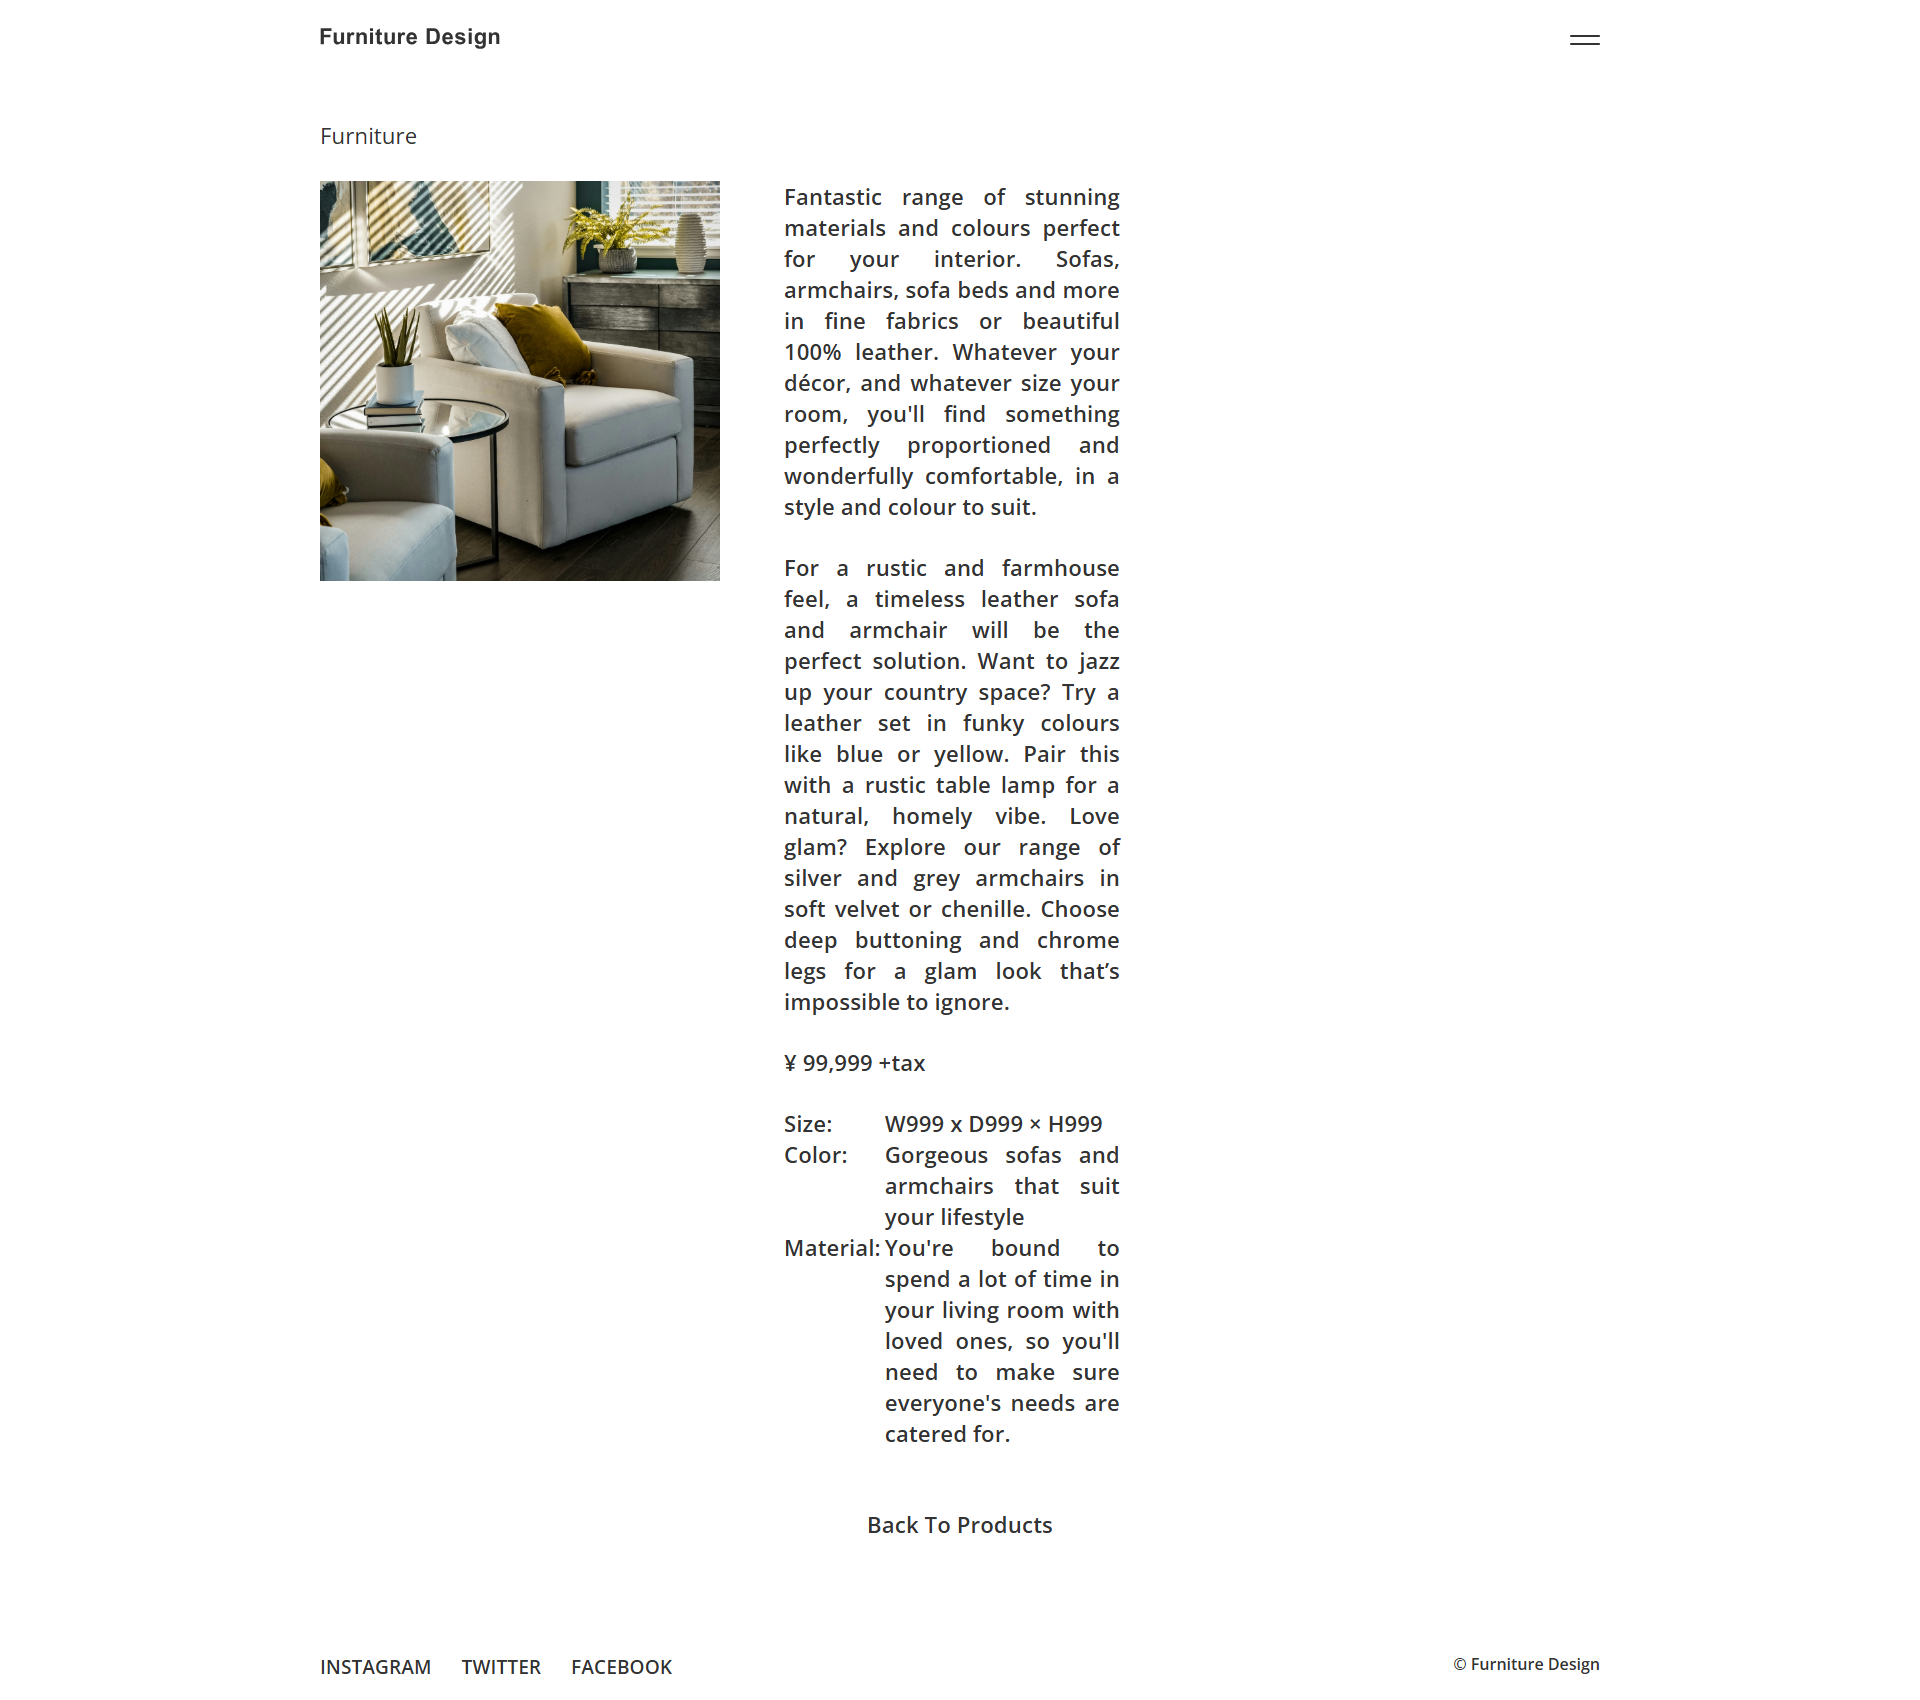 Furniture Design
Furniture
Fantastic range of stunning
materials and colours perfect
for your interior. Sofas,
armchairs, sofa beds and more
in fine fabrics or beautiful
100% leather. Whatever your
décor, and whatever size your
room, you'll find something
perfectly proportioned and
wonderfully comfortable, in a
style and colour to suit.
For a rustic and farmhouse
feel, a timeless leather sofa
and armchair will be the
perfect solution. Want to jazz
up your country space? Try a
leather set in funky colours
like blue or yellow. Pair this
with a rustic table lamp for a
natural, homely vibe. Love
glam? Explore our range of
silver and grey armchairs in
soft velvet or chenille. Choose
deep buttoning and chrome
legs for a glam look that’s
impossible to ignore.
¥ 99,999 +tax
Size: W999 x D999 × H999
Color: Gorgeous sofas and
armchairs that suit
your lifestyle
Material: You're bound to
spend a lot of time in
your living room with
loved ones, so you'll
need to make sure
everyone's needs are
catered for.
Back To Products
INSTAGRAM TWITTER FACEBOOK
© Furniture Design